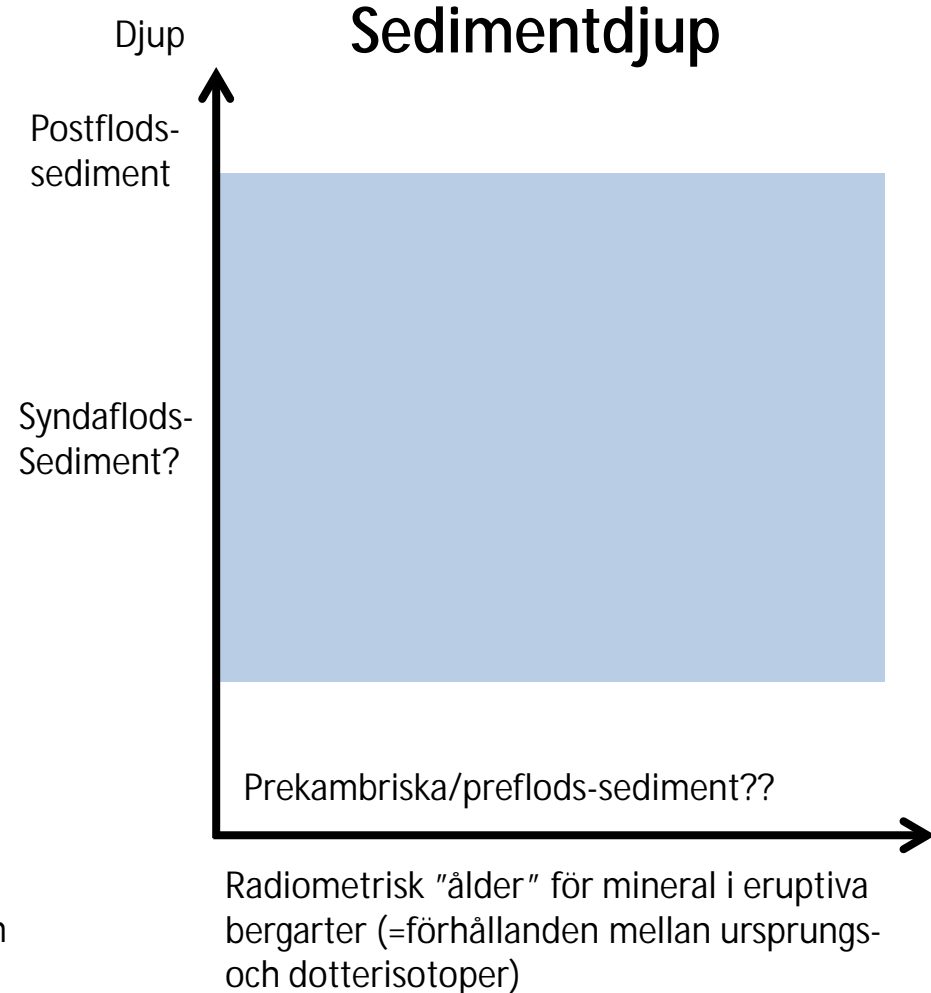 Sedimentdjup
Djup
Postflods-
sediment
Syndaflods-
Sediment?
Prekambriska/preflods-sediment??
Radiometrisk ”ålder” för mineral i eruptiva
bergarter (=förhållanden mellan ursprungs-
och dotterisotoper)